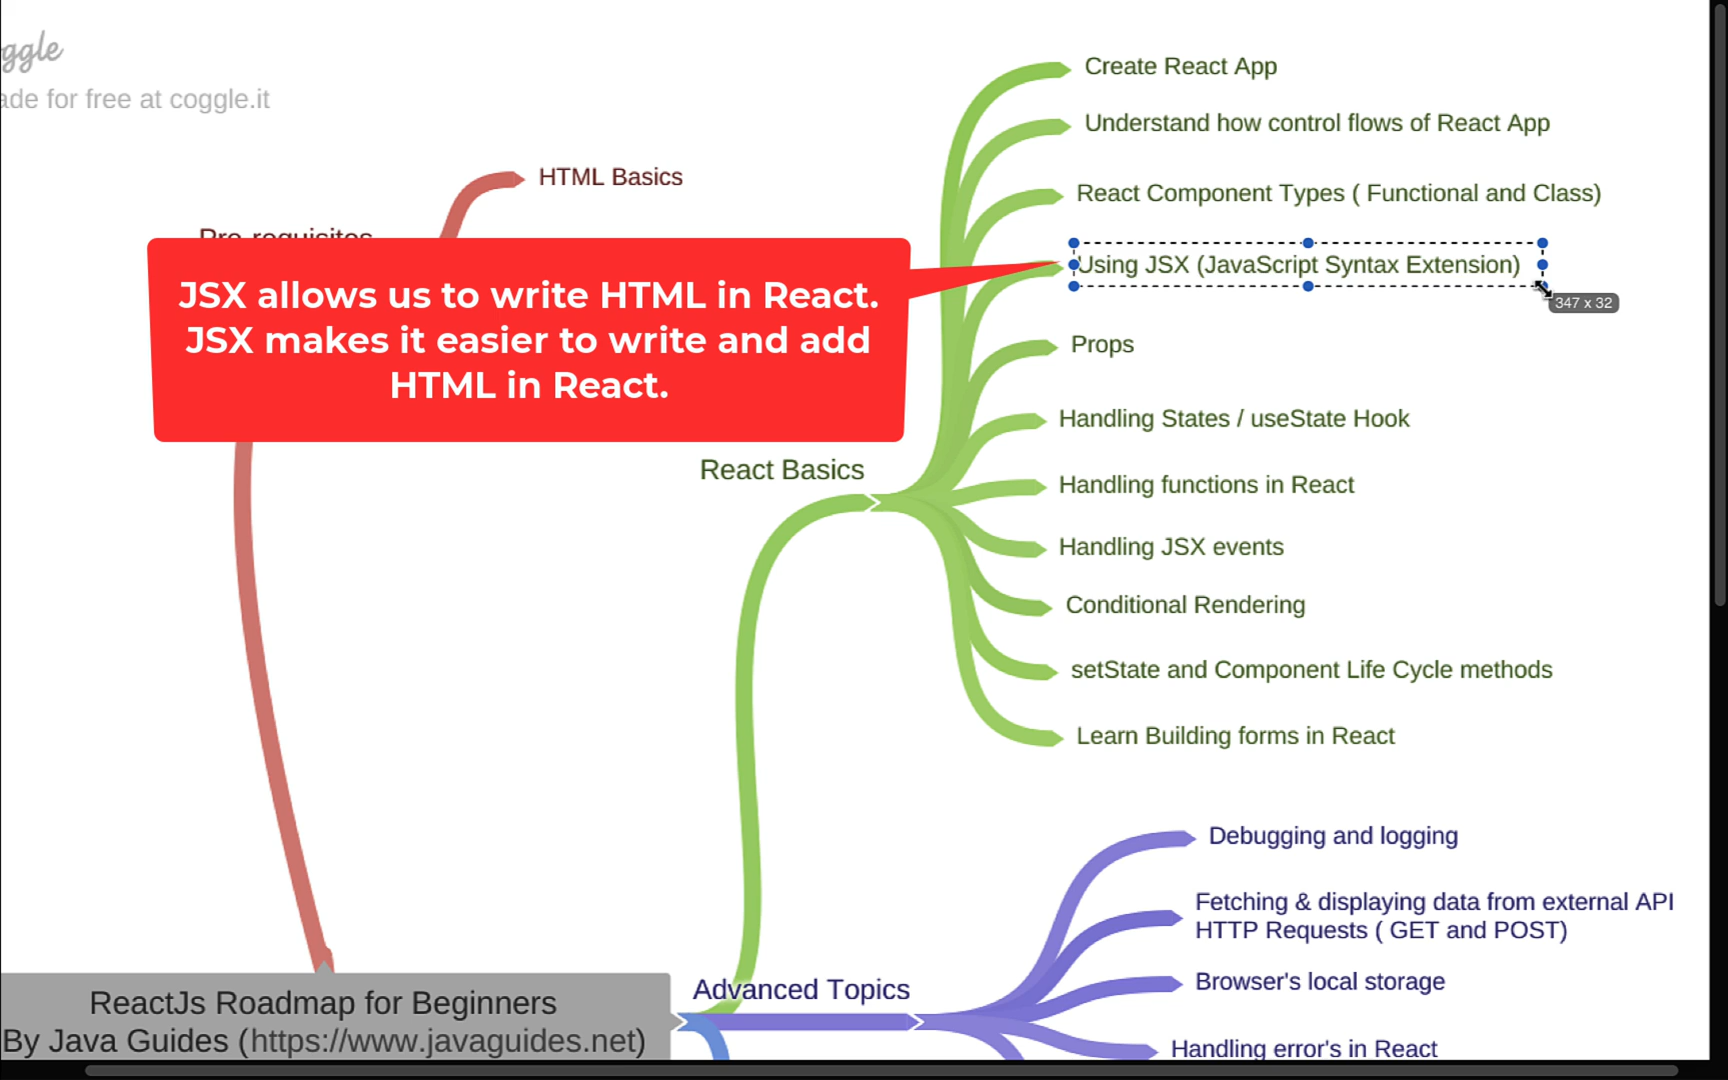 ggle
ade for free at coggle.it
HTML Basics
Pre-requisites
JSX allows us to write HTML in React.
JSX makes it easier to write and add
HTML in React.
React Basics
Create React App
Understand how control flows of React App
React Component Types ( Functional and Class)
Using JSX (JavaScript Syntax Extension)
347 x 32
Props
Handling States / useState Hook
Handling functions in React
Handling JSX events
Conditional Rendering
setState and Component Life Cycle methods
Learn Building forms in React
Advanced Topics
Debugging and logging
Fetching & displaying data from external API
HTTP Requests ( GET and POST)
Browser's local storage
Handling error's in React
ReactJs Roadmap for Beginners
By Java Guides (https://www.javaguides.net)